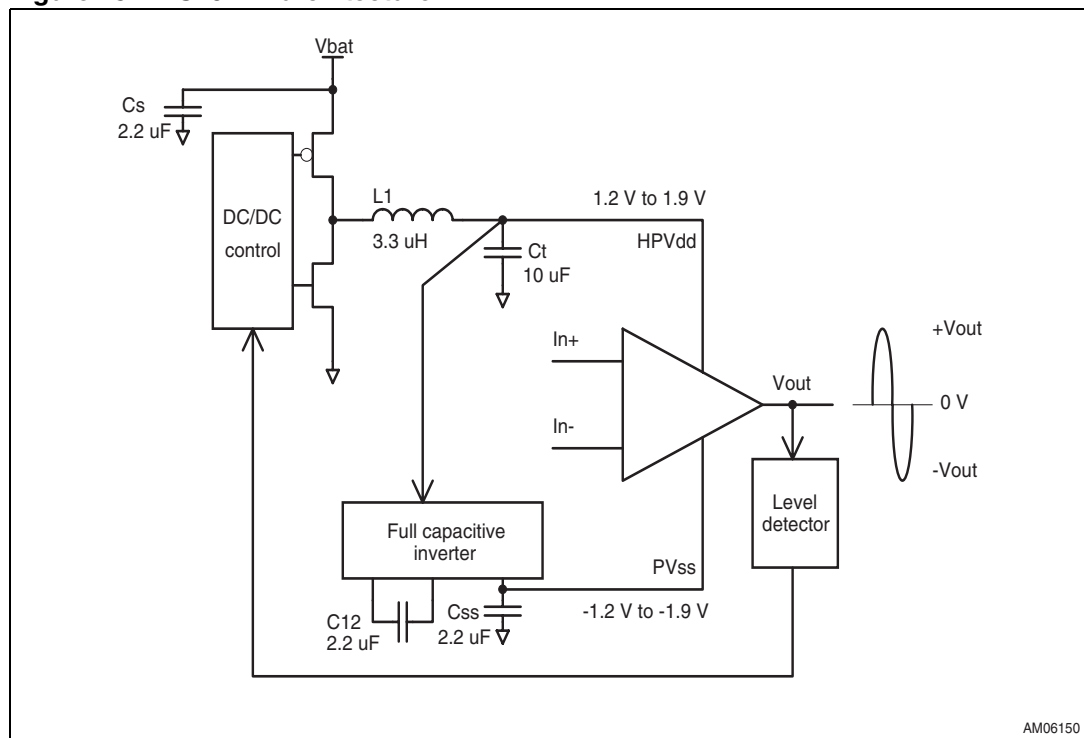 Vbat
Cs
2.2 uF
DC/DC
control
L1
3.3 uH
1.2 V to 1.9 V
HPVdd
Ct
10 uF
In+
In-
Vout
+Vout
0 V
-Vout
Level
detector
Full capacitive
inverter
PVss
-1.2 V to -1.9 V
C12
2.2 uF
Css
2.2 uF
AM06150